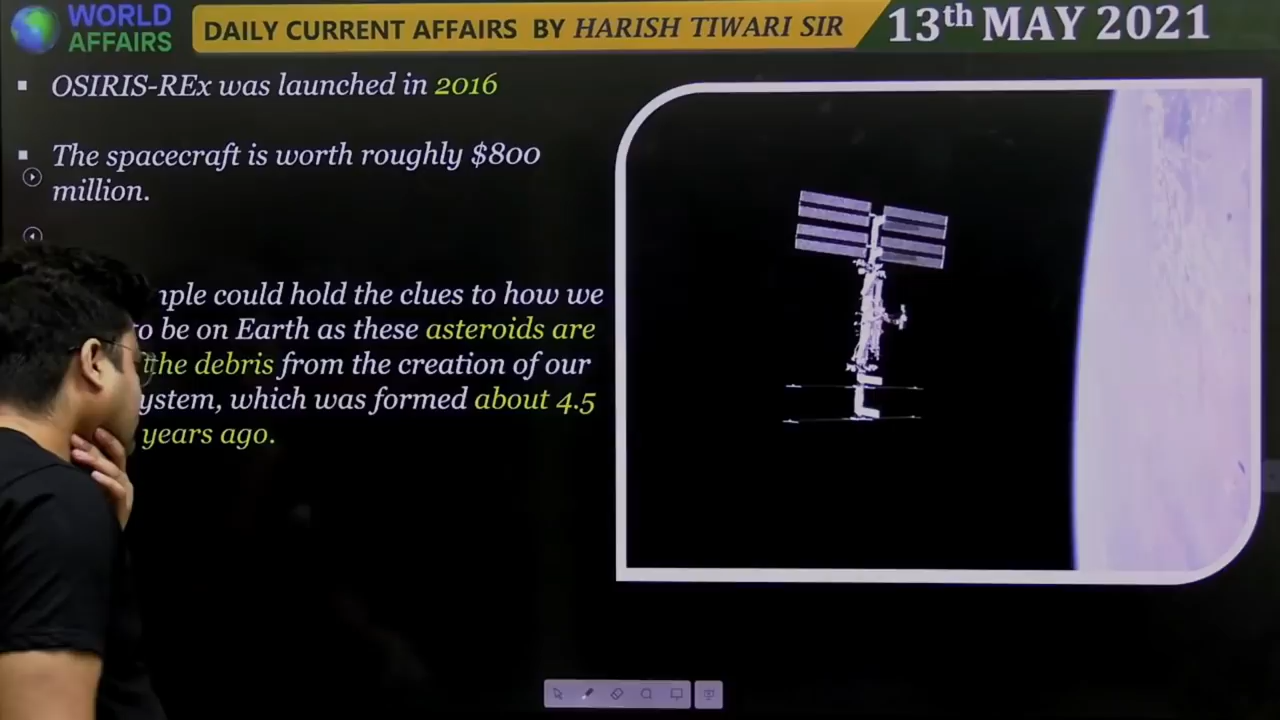 WORLD
AFFAIRS
DAILY CURRENT AFFAIRS BY HARISH TIWARI SIR
13th MAY 2021
OSIRIS-REx was launched in 2016
The spacecraft is worth roughly $800
million.
could hold the clues to how we
be on Earth as these asteroids are
the debris from the creation of our
which was formed about 4.5
years ago.